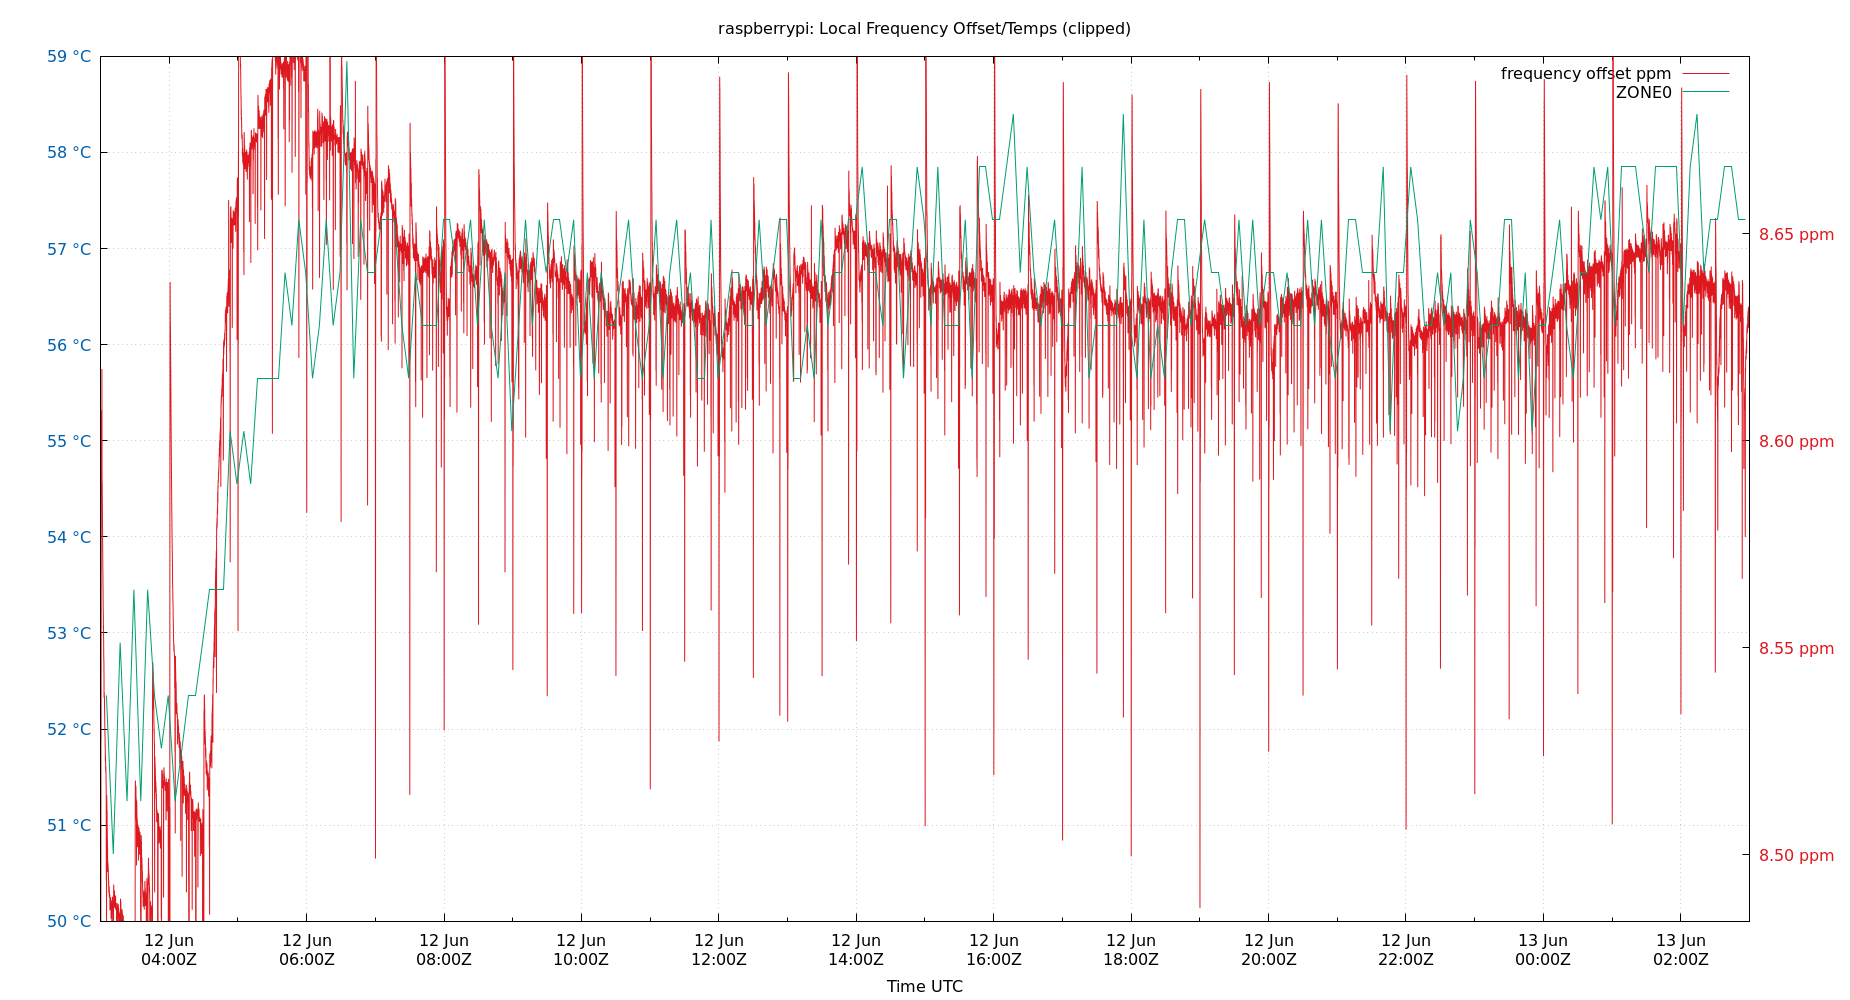 raspberrypi: Local Frequency Offset/Temps (clipped)
frequency offset ppm
ZONE0
59 °C
58 °C
57 °C
56 °C
55 °C
54 °C
53 °C
52 °C
51 °C
50 °C
8.65 ppm
8.60 ppm
8.55 ppm
8.50 ppm
12 Jun 12 Jun 12 Jun 12 Jun 12 Jun 12 Jun 12 Jun 12 Jun 12 Jun 12 Jun 13 Jun 13 Jun
04:00Z 06:00Z 08:00Z 10:00Z 12:00Z 14:00Z 16:00Z 18:00Z 20:00Z 22:00Z 00:00Z 02:00Z
Time UTC